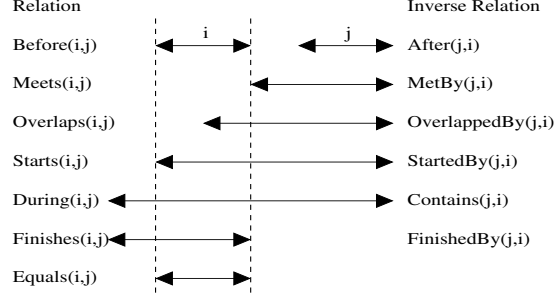 Relation Inverse Relation
Before(i,j) i j After(j,i)
Meets(i,j) MetBy(j,i)
Overlaps(i,j) OverlappedBy(j,i)
Starts(i,j) StartedBy(j,i)
During(i,j) Contains(j,i)
Finishes(i,j) FinishedBy(j,i)
Equals(i,j)